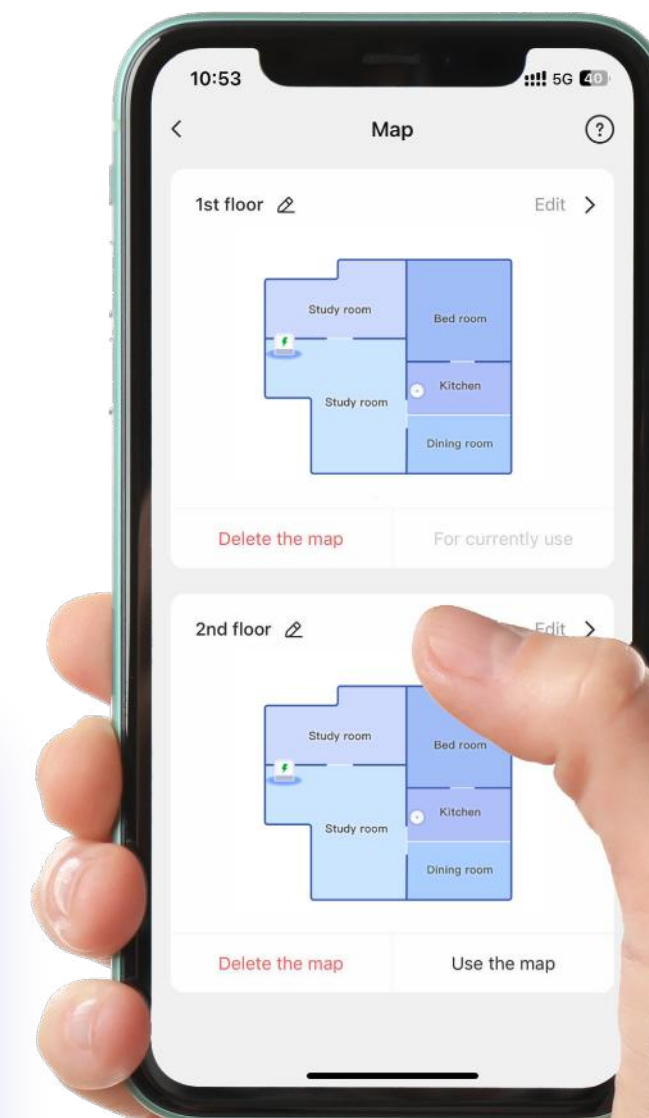 10:53
5G 40
Map
?
1st floor
Edit
Study room
Bed room
Kitchen
Study room
Dining room
Delete the map
For currently use
2nd floor
Edit
Study room
Bed room
Kitchen
Study room
Dining room
Delete the map
Use the map